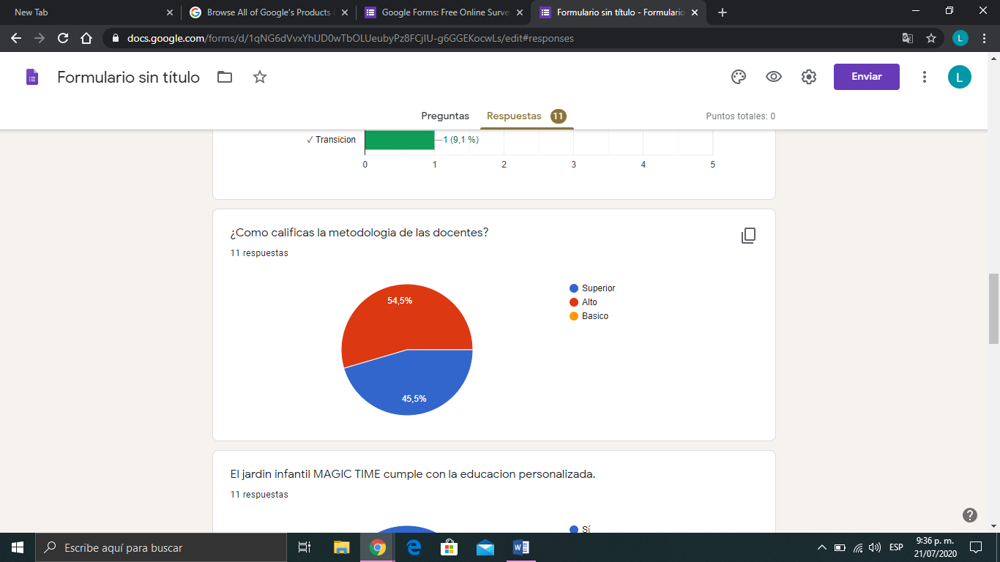 New Tab
Browse All of Google's Products
Google Forms: Free Online Surve
Formulario sin título - Formulario
docs.google.com/forms/d/1qNG6dVvxYhUD0wTbOLUeubyPz8FCjIU-g6GGEKocwLs/edit#responses
L
Formulario sin título
Enviar
L
Preguntas
Respuestas 11
Puntos totales: 0
✓ Transicion
1 (9,1 %)
0 1 2 3 4 5
¿Como calificas la metodologia de las docentes?
11 respuestas
54,5%
45,5%
Superior
Alto
Basico
El jardin infantil MAGIC TIME cumple con la educacion personalizada.
11 respuestas
Sí
Escribe aquí para buscar
ESP
9:36 p. m.
21/07/2020